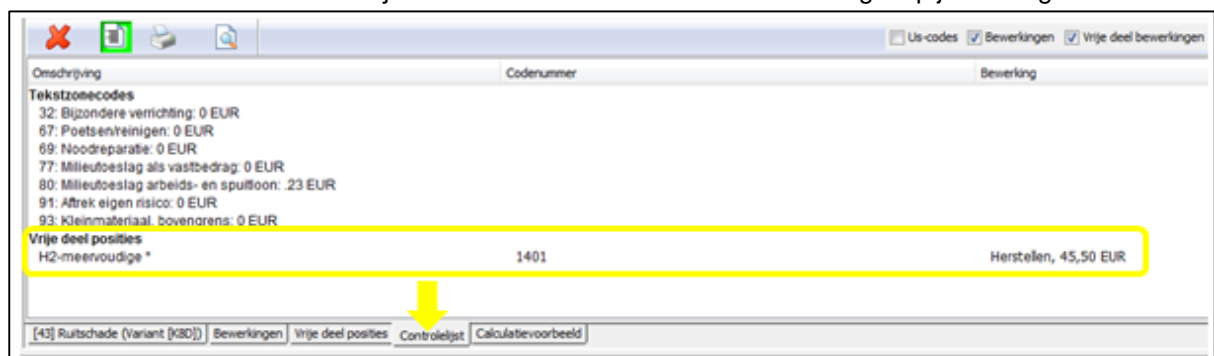 Us-codes Bewerkingen Vrije deel bewerkingen
Omschrijving Codenummer Bewerking
Tekstzonecodes
32: Bijzondere verrichting: 0 EUR
67: Poetsen/reinigen: 0 EUR
69: Noodreparatie: 0 EUR
77: Milieutoeslag als vastbedrag: 0 EUR
80: Milieutoeslag arbeids- en spuitloon: .23 EUR
91: Aftrek eigen risico: 0 EUR
93: Kleinmateriaal, bovengrens: 0 EUR
Vrije deel posities
H2-meervoudige * 1401 Herstellen, 45,50 EUR
[43] Ruitschade (Variant [K8D]) Bewerkingen Vrije deel posities Controlelijst Calculatievoorbeeld